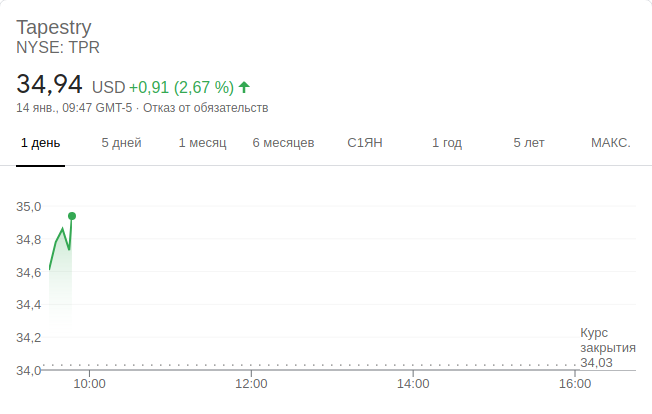 Tapestry
NYSE: TPR
34,94 USD +0,91 (2,67 %)
14 янв., 09:47 GMT-5 · Отказ от обязательств
1 день 5 дней 1 месяц 6 месяцев С1ЯН 1 год 5 лет МАКС.
35,0
34,8
34,6
34,4
34,2
34,0
Курс
закрытия
34,03
10:00 12:00 14:00 16:00